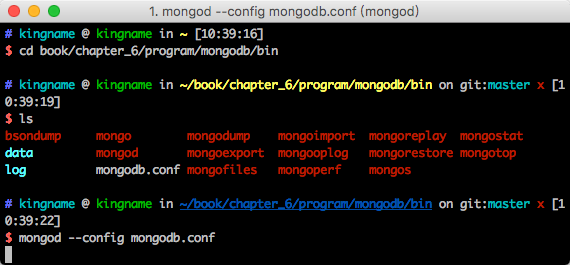 1. mongod --config mongodb.conf (mongod)
# kingname @ kingname in ~ [10:39:16]
$ cd book/chapter_6/program/mongodb/bin
# kingname @ kingname in ~/book/chapter_6/program/mongodb/bin on git:master x [1
0:39:19]
$ ls
bsondump mongo mongodump mongoimport mongoreplay mongostat
data mongod mongoexport mongooplog mongorestore mongotop
log mongodb.conf mongofiles mongoperf mongos
# kingname @ kingname in ~/book/chapter_6/program/mongodb/bin on git:master x [1
0:39:22]
$ mongod --config mongodb.conf